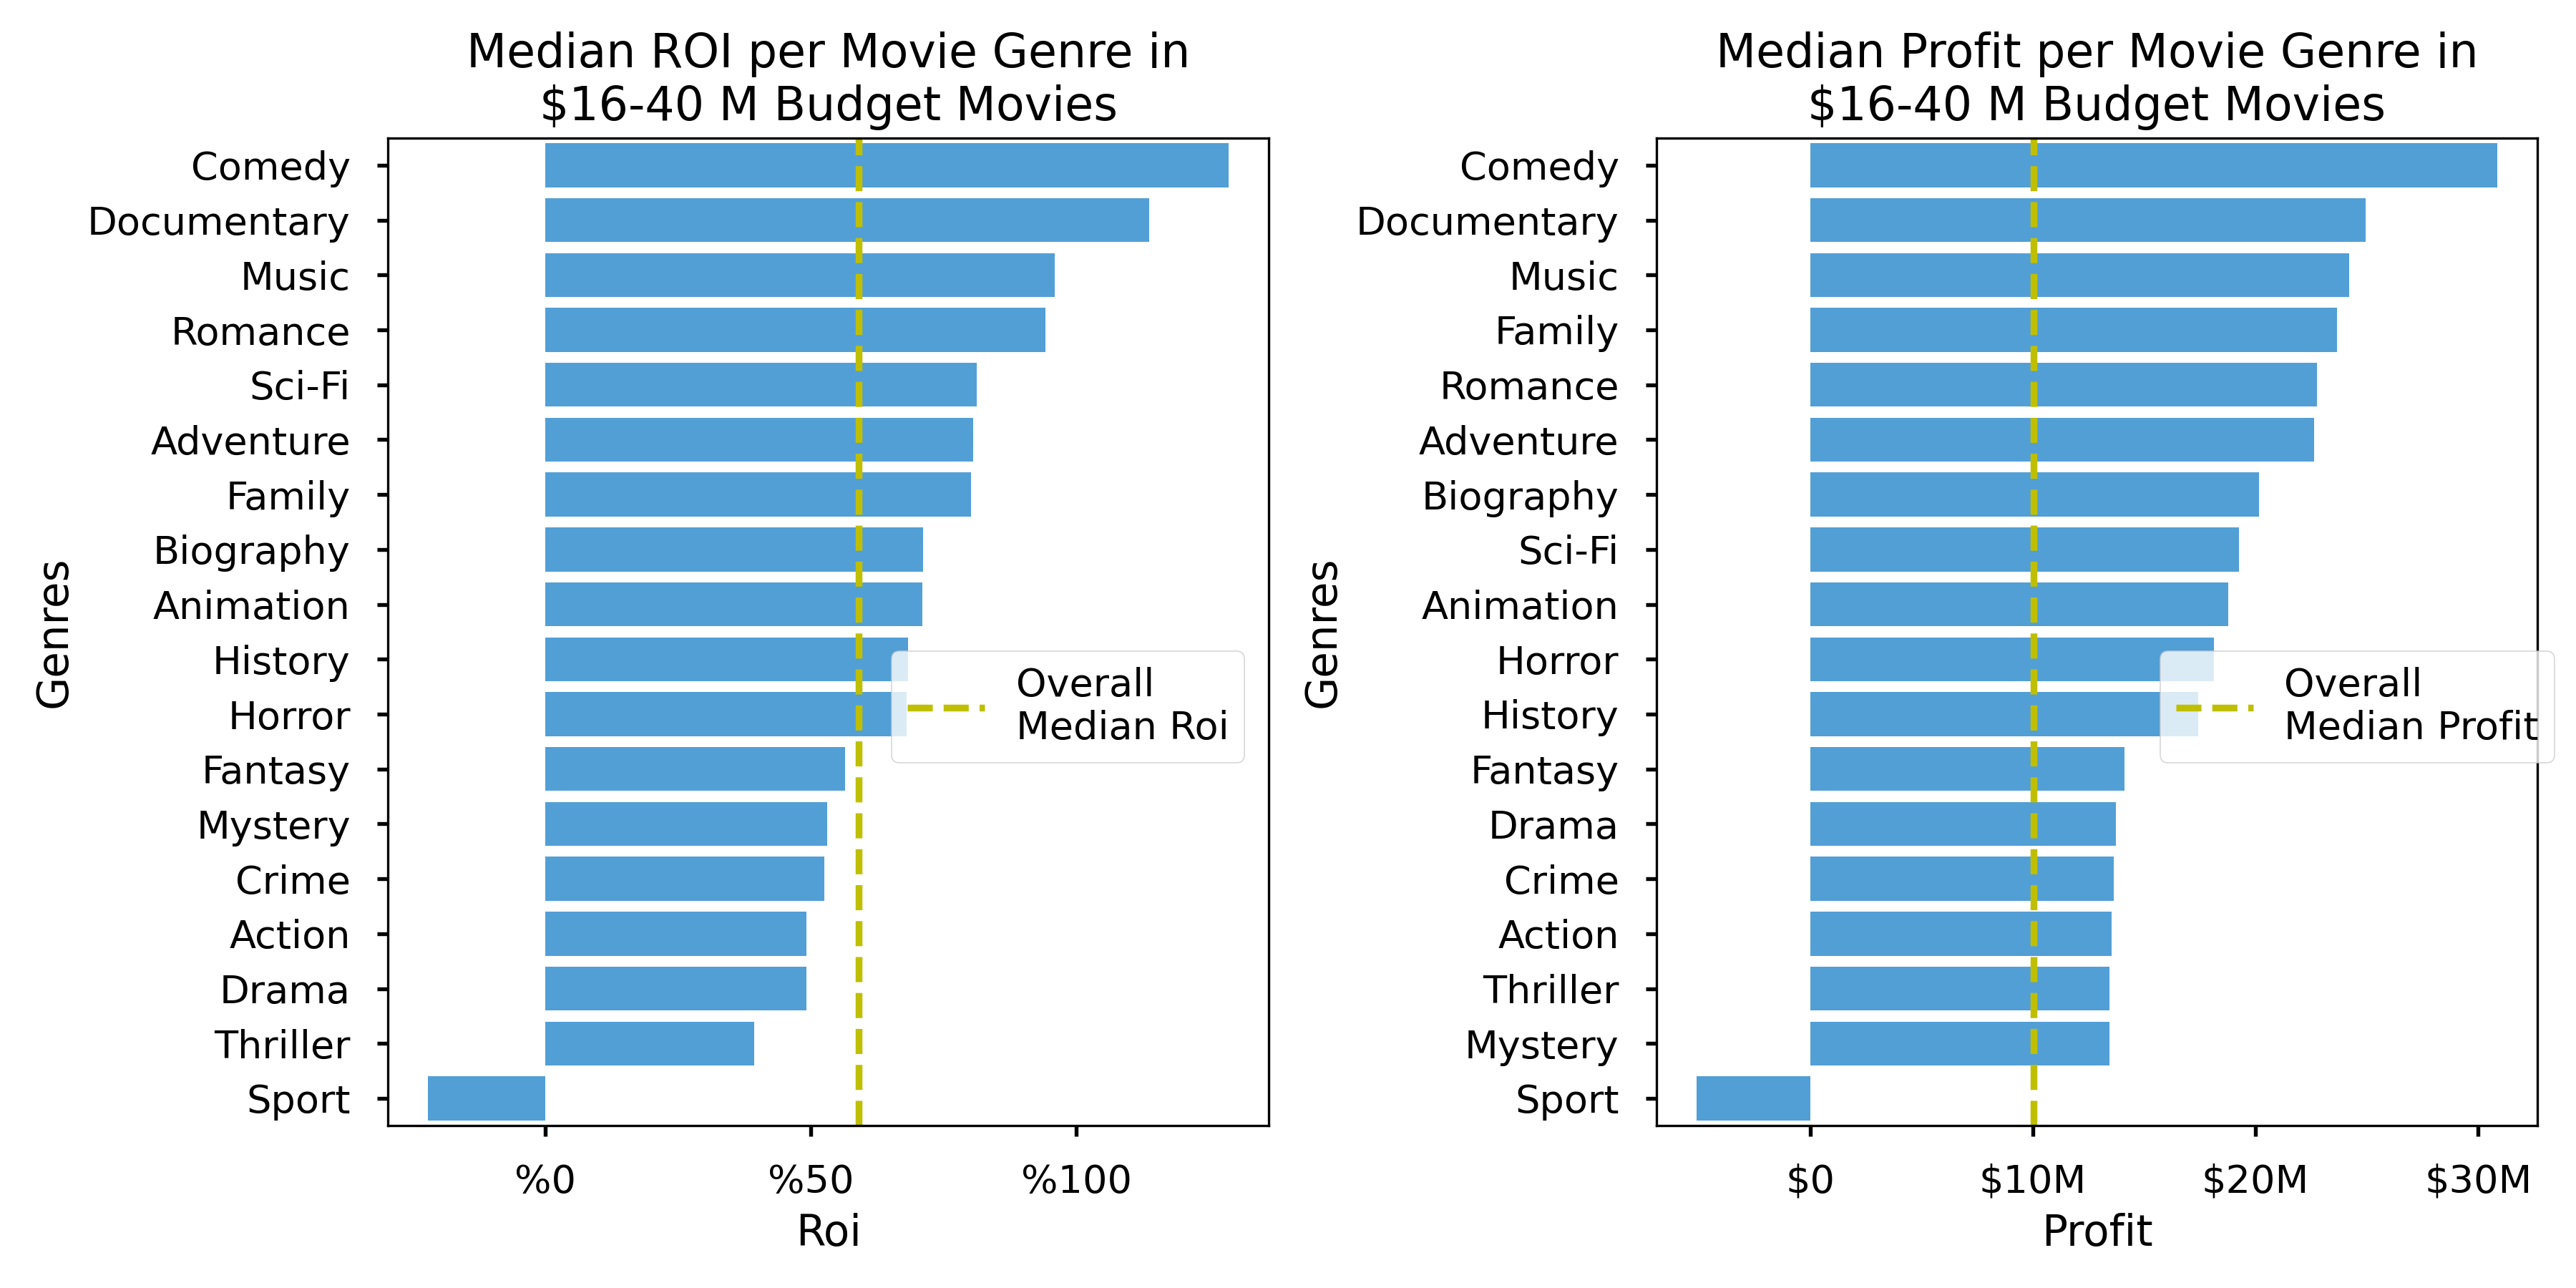 Median ROI per Movie Genre in
$16-40 M Budget Movies
Genres
Comedy
Documentary
Music
Romance
Sci-Fi
Adventure
Family
Biography
Animation
History
Horror
Fantasy
Mystery
Crime
Action
Drama
Thriller
Sport
Overall
Median Roi
%0 %50 %100
Roi
Median Profit per Movie Genre in
$16-40 M Budget Movies
Genres
Comedy
Documentary
Music
Family
Romance
Adventure
Biography
Sci-Fi
Animation
Horror
History
Fantasy
Drama
Crime
Action
Thriller
Mystery
Sport
Overall
Median Profit
$0 $10M $20M $30M
Profit